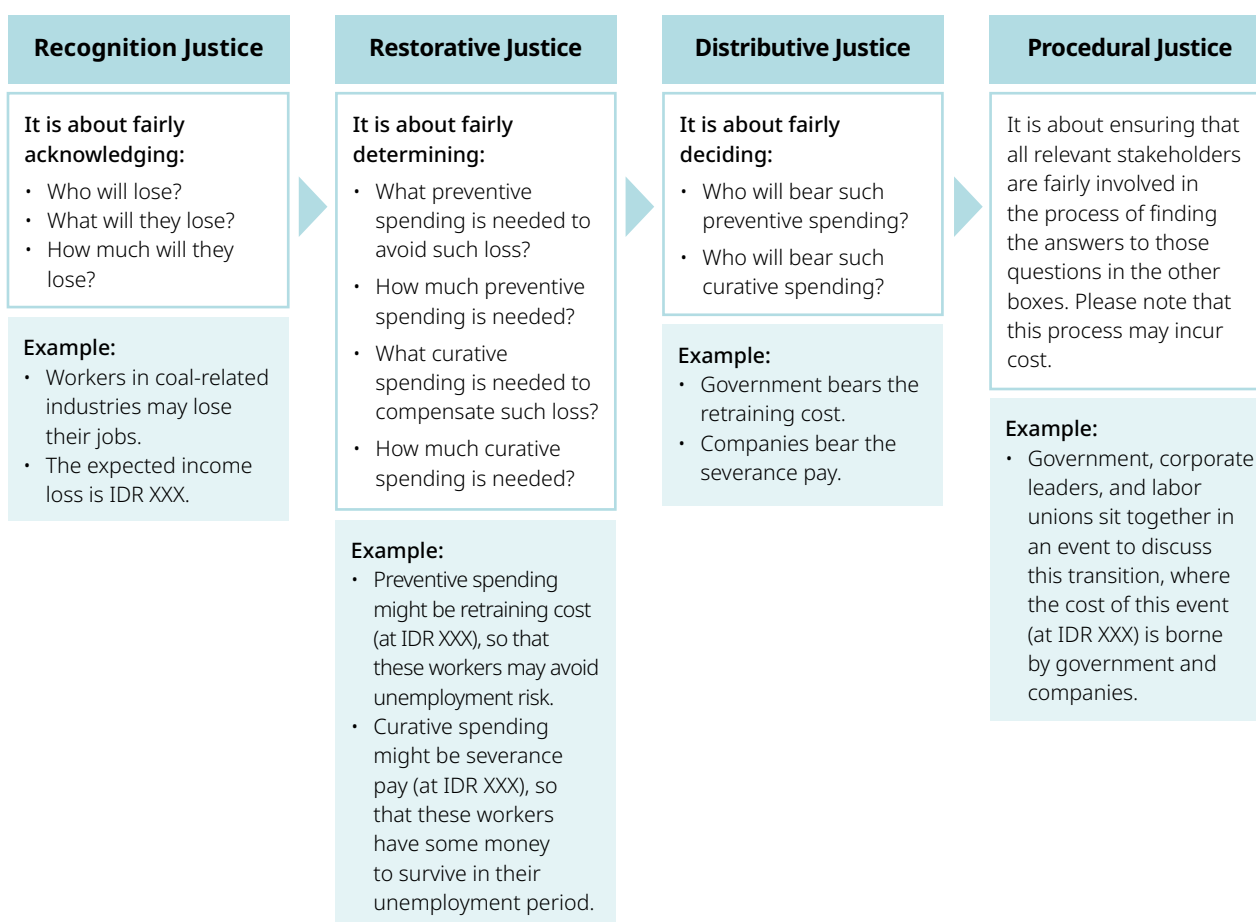 Recognition Justice
It is about fairly
acknowledging:
• Who will lose?
• What will they lose?
• How much will they
lose?
Example:
• Workers in coal-related
industries may lose
their jobs.
• The expected income
loss is IDR XXX.
Restorative Justice
It is about fairly
determining:
• What preventive
spending is needed to
avoid such loss?
• How much preventive
spending is needed?
• What curative
spending is needed to
compensate such loss?
• How much curative
spending is needed?
Example:
• Preventive spending
might be retraining cost
(at IDR XXX), so that
these workers may avoid
unemployment risk.
• Curative spending
might be severance
pay (at IDR XXX), so
that these workers
have some money
to survive in their
unemployment period.
Distributive Justice
It is about fairly
deciding:
• Who will bear such
preventive spending?
• Who will bear such
curative spending?
Example:
• Government bears the
retraining cost.
• Companies bear the
severance pay.
Procedural Justice
It is about ensuring that
all relevant stakeholders
are fairly involved in
the process of finding
the answers to those
questions in the other
boxes. Please note that
this process may incur
cost.
Example:
• Government, corporate
leaders, and labor
unions sit together in
an event to discuss
this transition, where
the cost of this event
(at IDR XXX) is borne
by government and
companies.